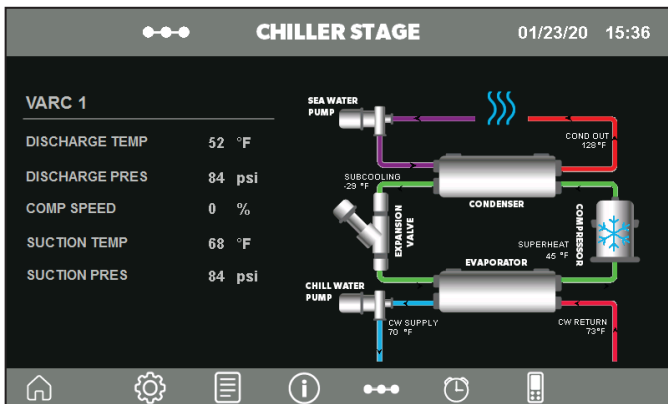 CHILLER STAGE
01/23/20 15:36
VARC 1
DISCHARGE TEMP 52 °F
DISCHARGE PRES 84 psi
COMP SPEED 0 %
SUCTION TEMP 68 °F
SUCTION PRES 84 psi
SEA WATER
PUMP
COND OUT
128 °F
SUBCOOLING
-29 °F
CONDENSER
EXPANSION
VALVE
COMPRESSOR
SUPERHEAT
45 °F
EVAPORATOR
CHILL WATER
PUMP
CW SUPPLY
70 °F
CW RETURN
73°F